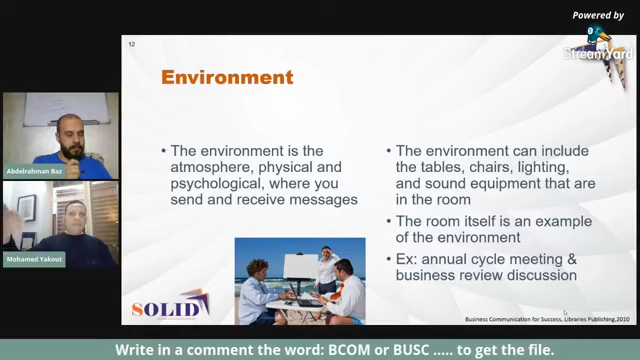 Powered by
StreamYard
12
Environment
• The environment is the
atmosphere, physical and
psychological, where you
send and receive messages
• The environment can include
the tables, chairs, lighting,
and sound equipment that are
in the room
• The room itself is an example
of the environment
• Ex: annual cycle meeting &
business review discussion
Abdelrahman Baz
Mohamed Yakout
SOLID
Business Communication for Success, Libraries Publishing,2010
Write in a comment the word: BCOM or BUSC ..... to get the file.